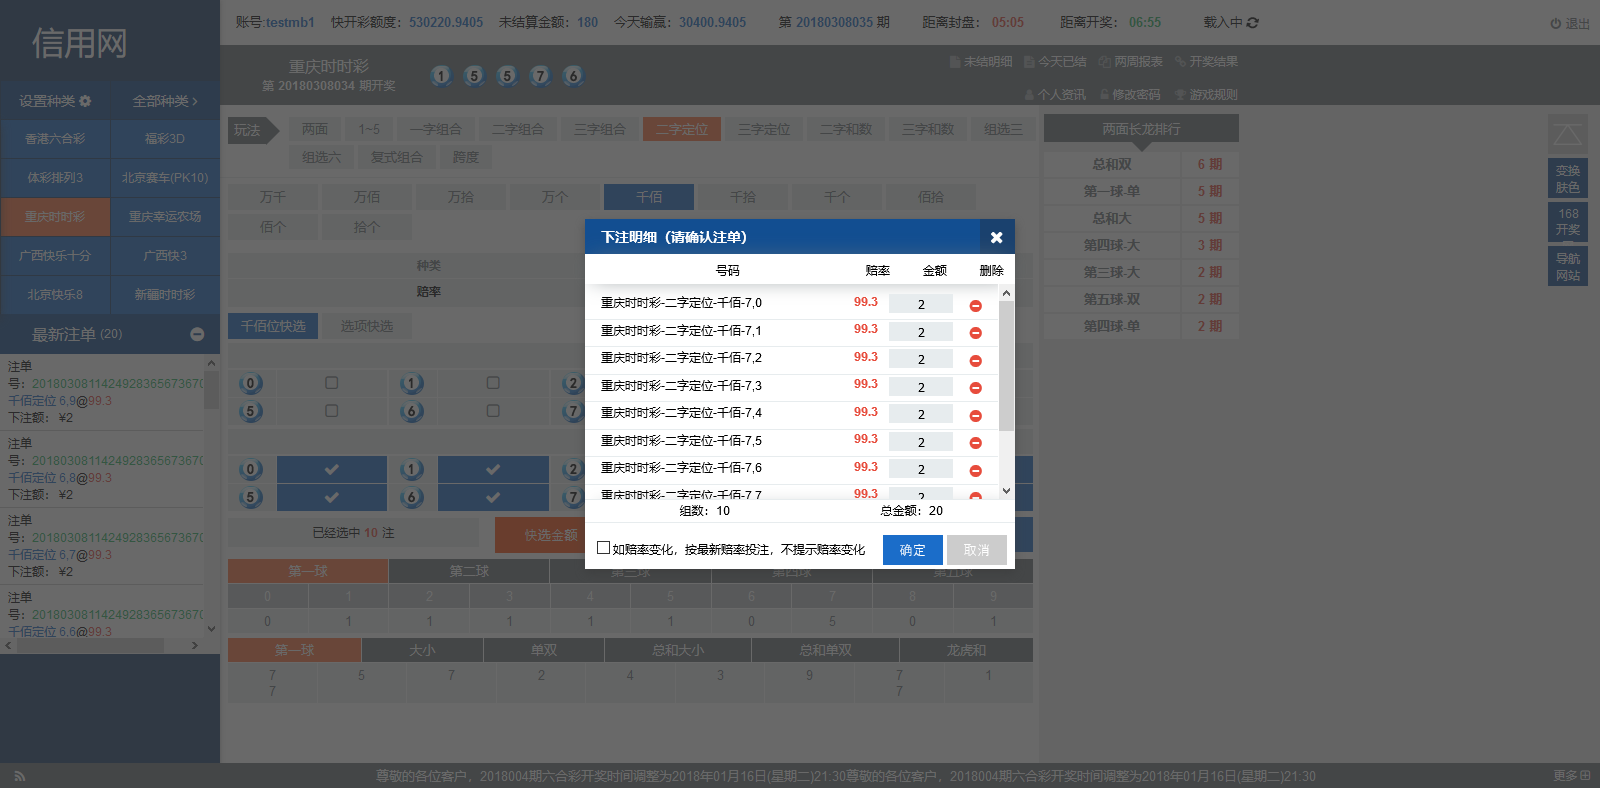 信用网
账号:testmb1 快开彩额度：530220.9405 未结算金额：180 今天输赢：30400.9405 第 20180308035 期 距离封盘：05:05 距离开奖：06:55 载入中
退出
重庆时时彩
第 20180308034 期开奖
1 5 5 7 6
未结明细 今天已结 两周报表 开奖结果
个人资讯 修改密码 游戏规则
设置种类 全部种类
香港六合彩 福彩3D
体彩排列3 北京赛车(PK10)
重庆时时彩 重庆幸运农场
广西快乐十分 广西快3
北京快乐8 新疆时时彩
最新注单 (20)
注单
号：2018030811424928365673670
千佰定位 6,9@99.3
下注额： ¥2
注单
号：2018030811424928365673670
千佰定位 6,8@99.3
下注额： ¥2
注单
号：2018030811424928365673670
千佰定位 6,7@99.3
下注额： ¥2
注单
号：2018030811424928365673670
千佰定位 6,6@99.3
玩法 两面 1~5 一字组合 二字组合 三字组合 二字定位 三字定位 二字和数 三字和数 组选三
组选六 复式组合 跨度
万千 万佰 万拾 万个 千佰 千拾 千个 佰拾
佰个 拾个
种类
赔率
千佰位快选 选项快选
0 1 2
5 6 7
0 1 2
5 6 7
已经选中 10 注 快选金额
下注明细（请确认注单）
号码 赔率 金额 删除
重庆时时彩-二字定位-千佰-7,0 99.3 2
重庆时时彩-二字定位-千佰-7,1 99.3 2
重庆时时彩-二字定位-千佰-7,2 99.3 2
重庆时时彩-二字定位-千佰-7,3 99.3 2
重庆时时彩-二字定位-千佰-7,4 99.3 2
重庆时时彩-二字定位-千佰-7,5 99.3 2
重庆时时彩-二字定位-千佰-7,6 99.3 2
重庆时时彩-二字定位-千佰-7,7 99.3 2
组数：10 总金额：20
如赔率变化，按最新赔率投注，不提示赔率变化 确定 取消
第一球 第二球 第三球 第四球 第五球
0 1 2 3 4 5 6 7 8 9
0 1 1 1 1 1 0 5 0 1
第一球 大小 单双 总和大小 总和单双 龙虎和
7 5 7 2 4 3 9 7 1
7 7
两面长龙排行
总和双 6 期
第一球-单 5 期
总和大 5 期
第四球-大 3 期
第三球-大 2 期
第五球-双 2 期
第四球-单 2 期
变换
肤色
168
开奖
导航
网站
尊敬的各位客户，2018004期六合彩开奖时间调整为2018年01月16日(星期二)21:30尊敬的各位客户，2018004期六合彩开奖时间调整为2018年01月16日(星期二)21:30
更多